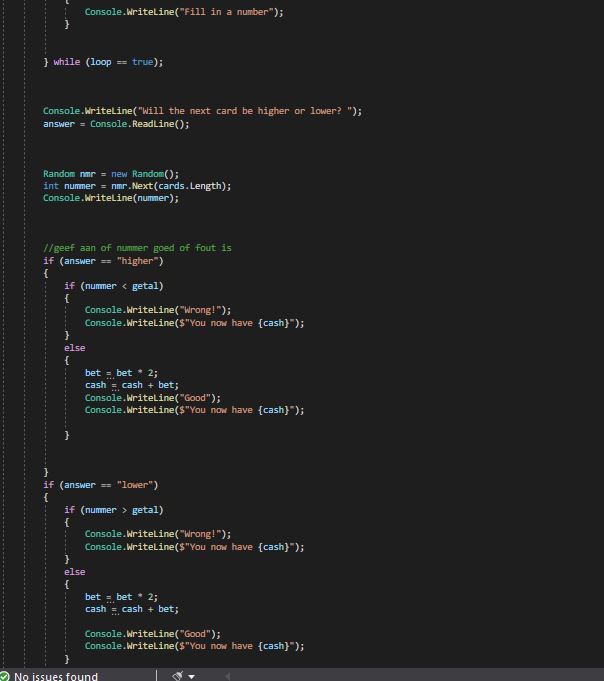 {
Console.WriteLine("Fill in a number");
}
} while (loop == true);
Console.WriteLine("Will the next card be higher or lower? ");
answer = Console.ReadLine();
Random nmr = new Random();
int nummer = nmr.Next(cards.Length);
Console.WriteLine(nummer);
//geef aan of nummer goed of fout is
if (answer == "higher")
{
if (nummer < getal)
{
Console.WriteLine("Wrong!");
Console.WriteLine($"You now have {cash}");
}
else
{
bet = bet * 2;
cash = cash + bet;
Console.WriteLine("Good");
Console.WriteLine($"You now have {cash}");
}
}
if (answer == "lower")
{
if (nummer > getal)
{
Console.WriteLine("Wrong!");
Console.WriteLine($"You now have {cash}");
}
else
{
bet = bet * 2;
cash = cash + bet;
Console.WriteLine("Good");
Console.WriteLine($"You now have {cash}");
}
No issues found